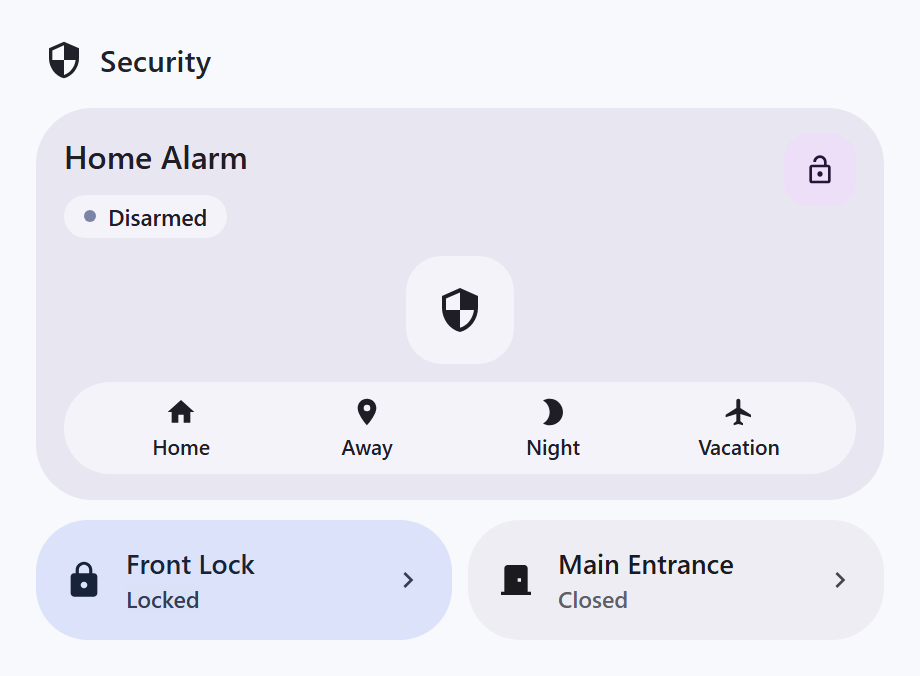 Security
Home Alarm
Disarmed
Home
Away
Night
Vacation
Front Lock
Locked
Main Entrance
Closed